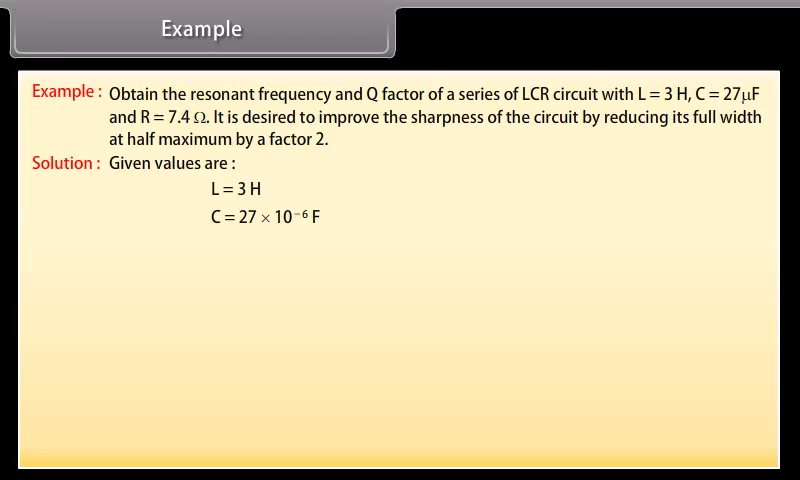 Example
Example : Obtain the resonant frequency and Q factor of a series of LCR circuit with L = 3 H, C = 27μF
and R = 7.4 Ω. It is desired to improve the sharpness of the circuit by reducing its full width
at half maximum by a factor 2.
Solution : Given values are :
L = 3 H
C = 27 × 10⁻⁶ F